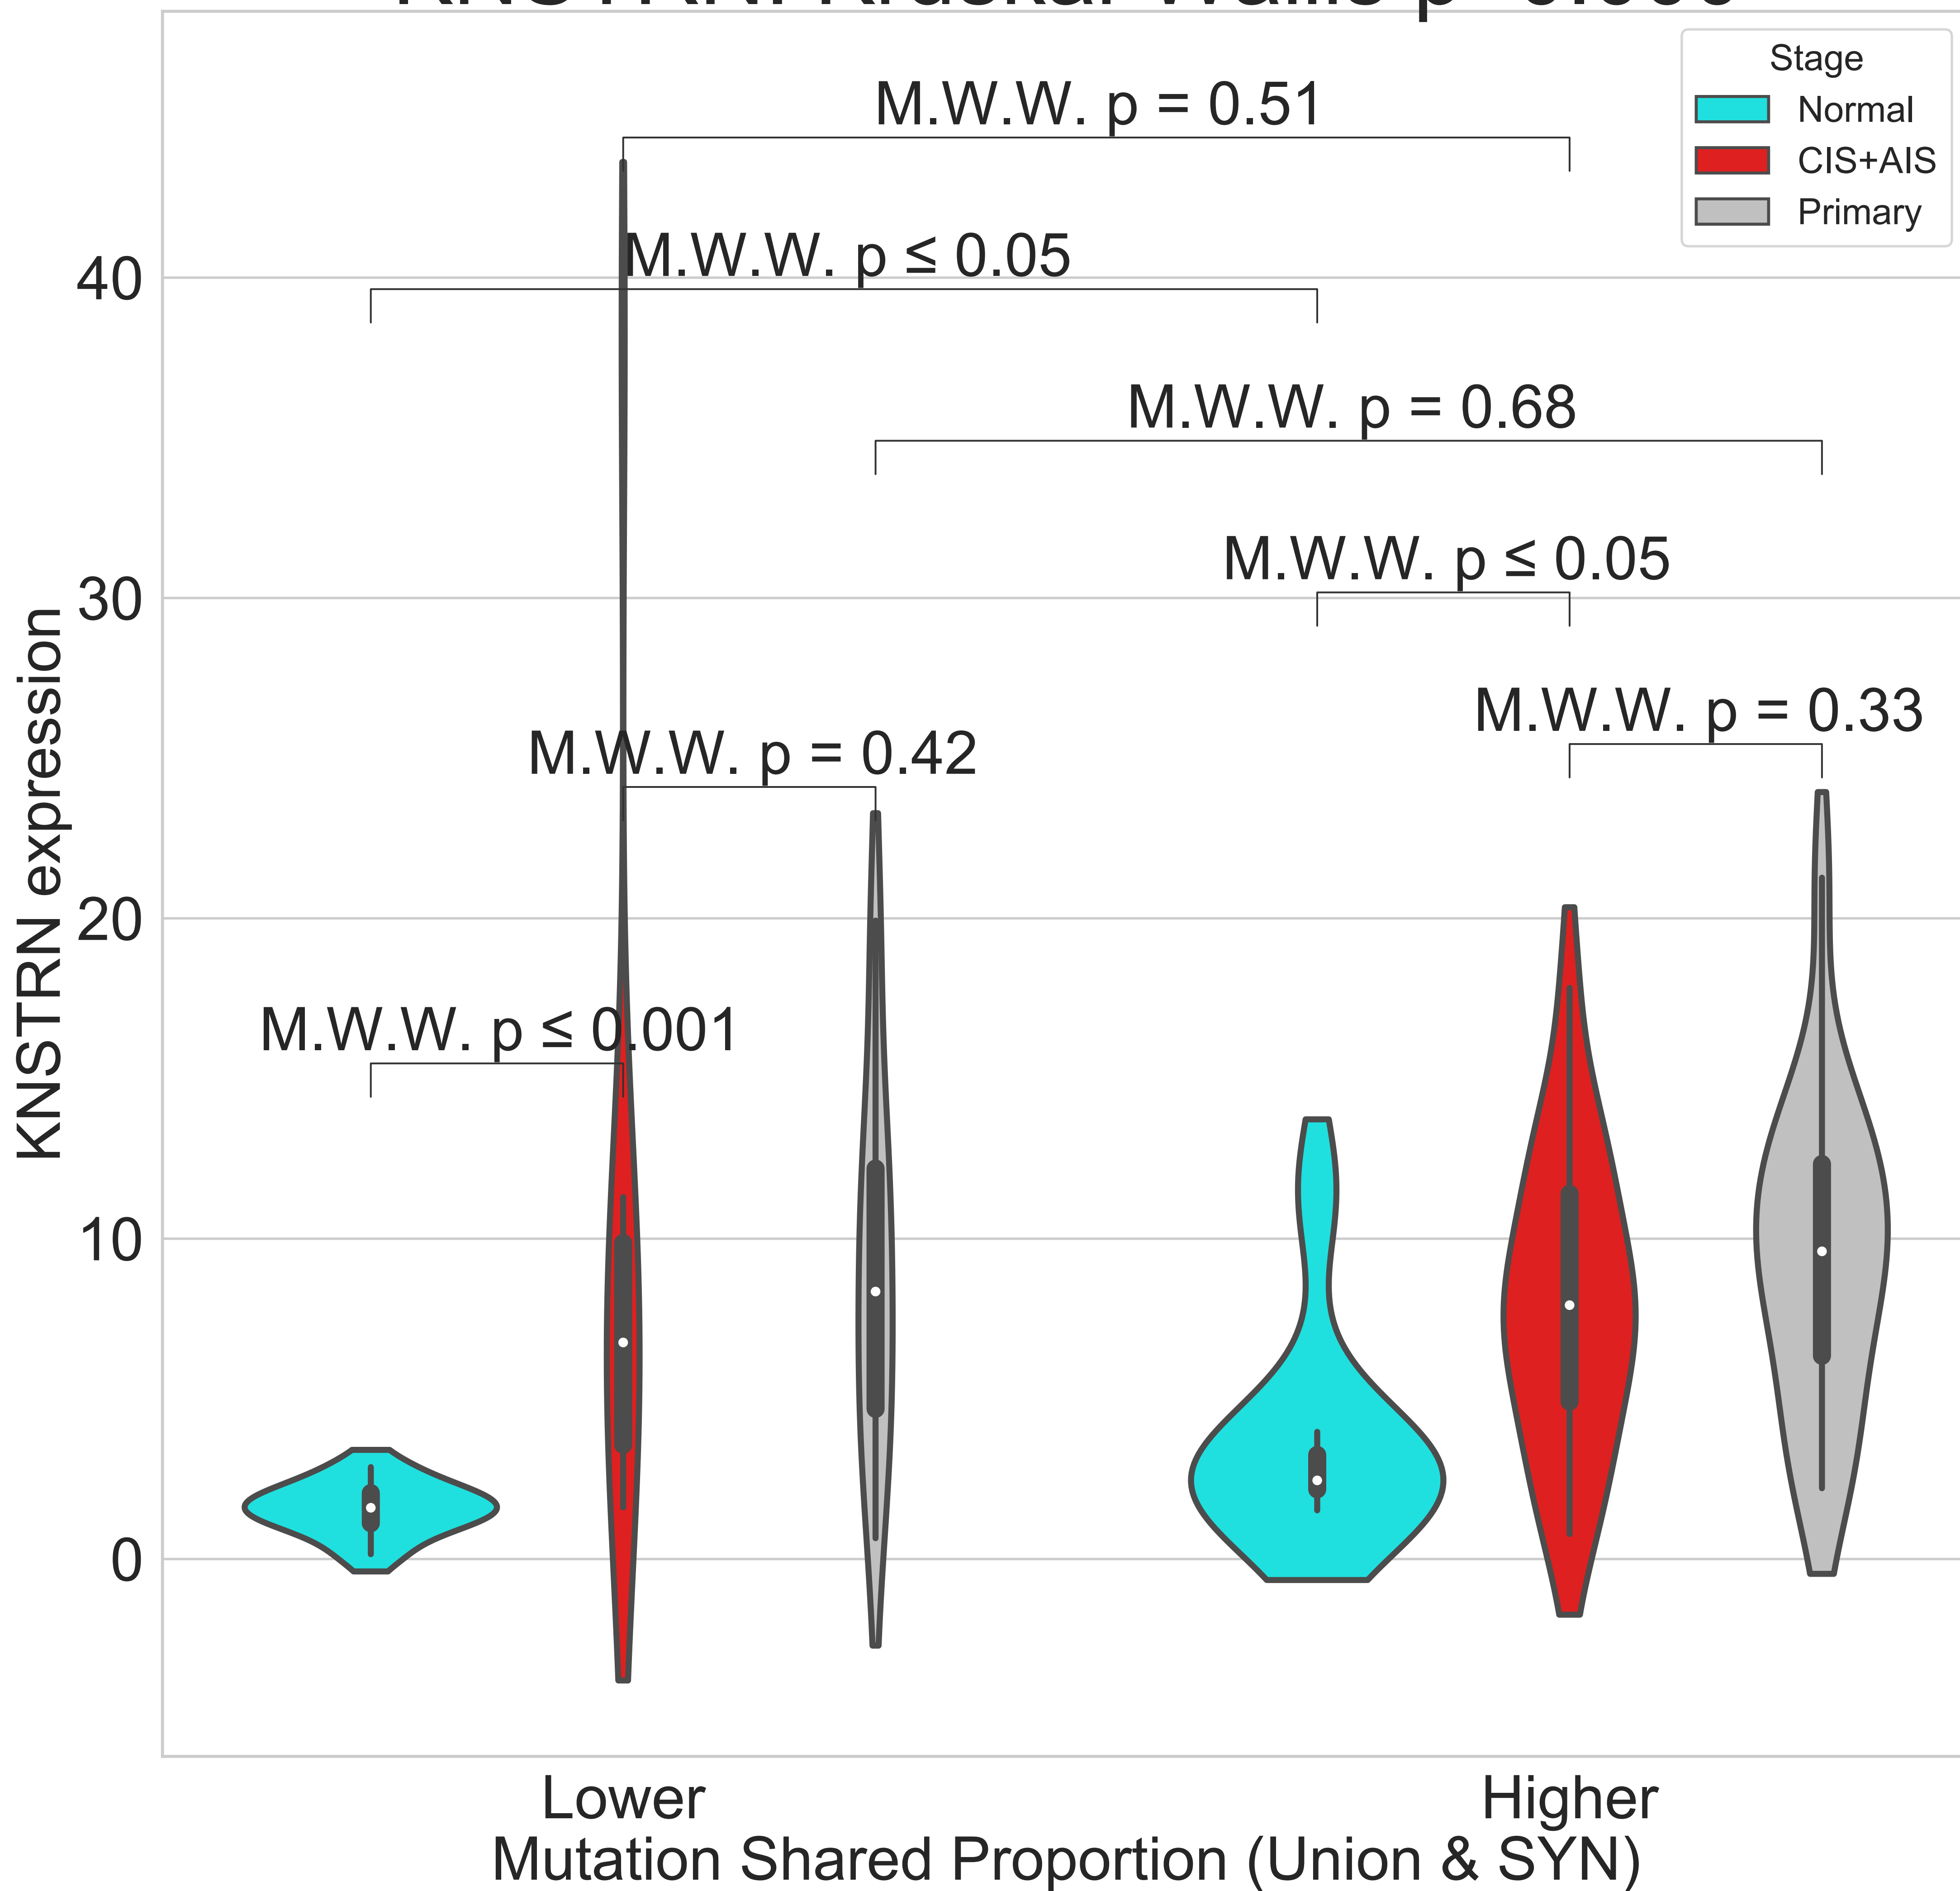 Stage
Normal
CIS+AIS
Primary
M.W.W. p = 0.51
M.W.W. p ≤ 0.05
M.W.W. p = 0.68
M.W.W. p ≤ 0.05
M.W.W. p = 0.33
M.W.W. p = 0.42
M.W.W. p ≤ 0.001
KNSTRN expression
40
30
20
10
0
Lower
Higher
Mutation Shared Proportion (Union & SYN)